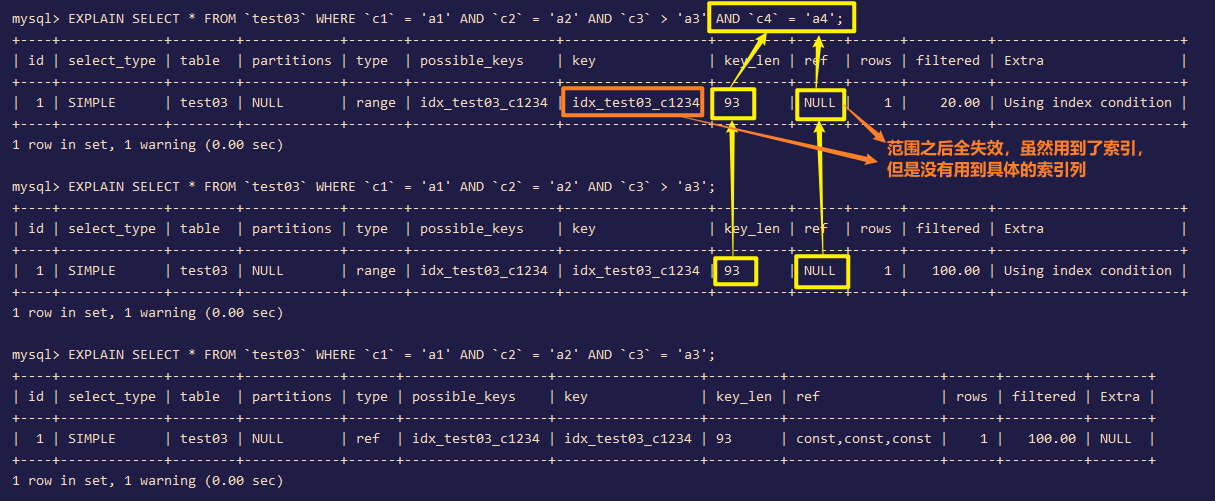 mysql> EXPLAIN SELECT * FROM `test03` WHERE `c1` = 'a1' AND `c2` = 'a2' AND `c3` > 'a3' AND `c4` = 'a4';
+----+-------------+--------+------------+-------+------------------+------------------+---------+------+------+----------+-----------------------+
| id | select_type | table  | partitions | type  | possible_keys    | key              | key_len | ref  | rows | filtered | Extra                 |
+----+-------------+--------+------------+-------+------------------+------------------+---------+------+------+----------+-----------------------+
|  1 | SIMPLE      | test03 | NULL       | range | idx_test03_c1234 | idx_test03_c1234 | 93      | NULL |    1 |    20.00 | Using index condition |
+----+-------------+--------+------------+-------+------------------+------------------+---------+------+------+----------+-----------------------+
1 row in set, 1 warning (0.00 sec)
范围之后全失效，虽然用到了索引，
但是没有用到具体的索引列
mysql> EXPLAIN SELECT * FROM `test03` WHERE `c1` = 'a1' AND `c2` = 'a2' AND `c3` > 'a3';
+----+-------------+--------+------------+-------+------------------+------------------+---------+------+------+----------+-----------------------+
| id | select_type | table  | partitions | type  | possible_keys    | key              | key_len | ref  | rows | filtered | Extra                 |
+----+-------------+--------+------------+-------+------------------+------------------+---------+------+------+----------+-----------------------+
|  1 | SIMPLE      | test03 | NULL       | range | idx_test03_c1234 | idx_test03_c1234 | 93      | NULL |    1 |   100.00 | Using index condition |
+----+-------------+--------+------------+-------+------------------+------------------+---------+------+------+----------+-----------------------+
1 row in set, 1 warning (0.00 sec)
mysql> EXPLAIN SELECT * FROM `test03` WHERE `c1` = 'a1' AND `c2` = 'a2' AND `c3` = 'a3';
+----+-------------+--------+------------+------+------------------+------------------+---------+-------------------+------+----------+-------+
| id | select_type | table  | partitions | type | possible_keys    | key              | key_len | ref               | rows | filtered | Extra |
+----+-------------+--------+------------+------+------------------+------------------+---------+-------------------+------+----------+-------+
|  1 | SIMPLE      | test03 | NULL       | ref  | idx_test03_c1234 | idx_test03_c1234 | 93      | const,const,const |    1 |   100.00 | NULL  |
+----+-------------+--------+------------+------+------------------+------------------+---------+-------------------+------+----------+-------+
1 row in set, 1 warning (0.00 sec)